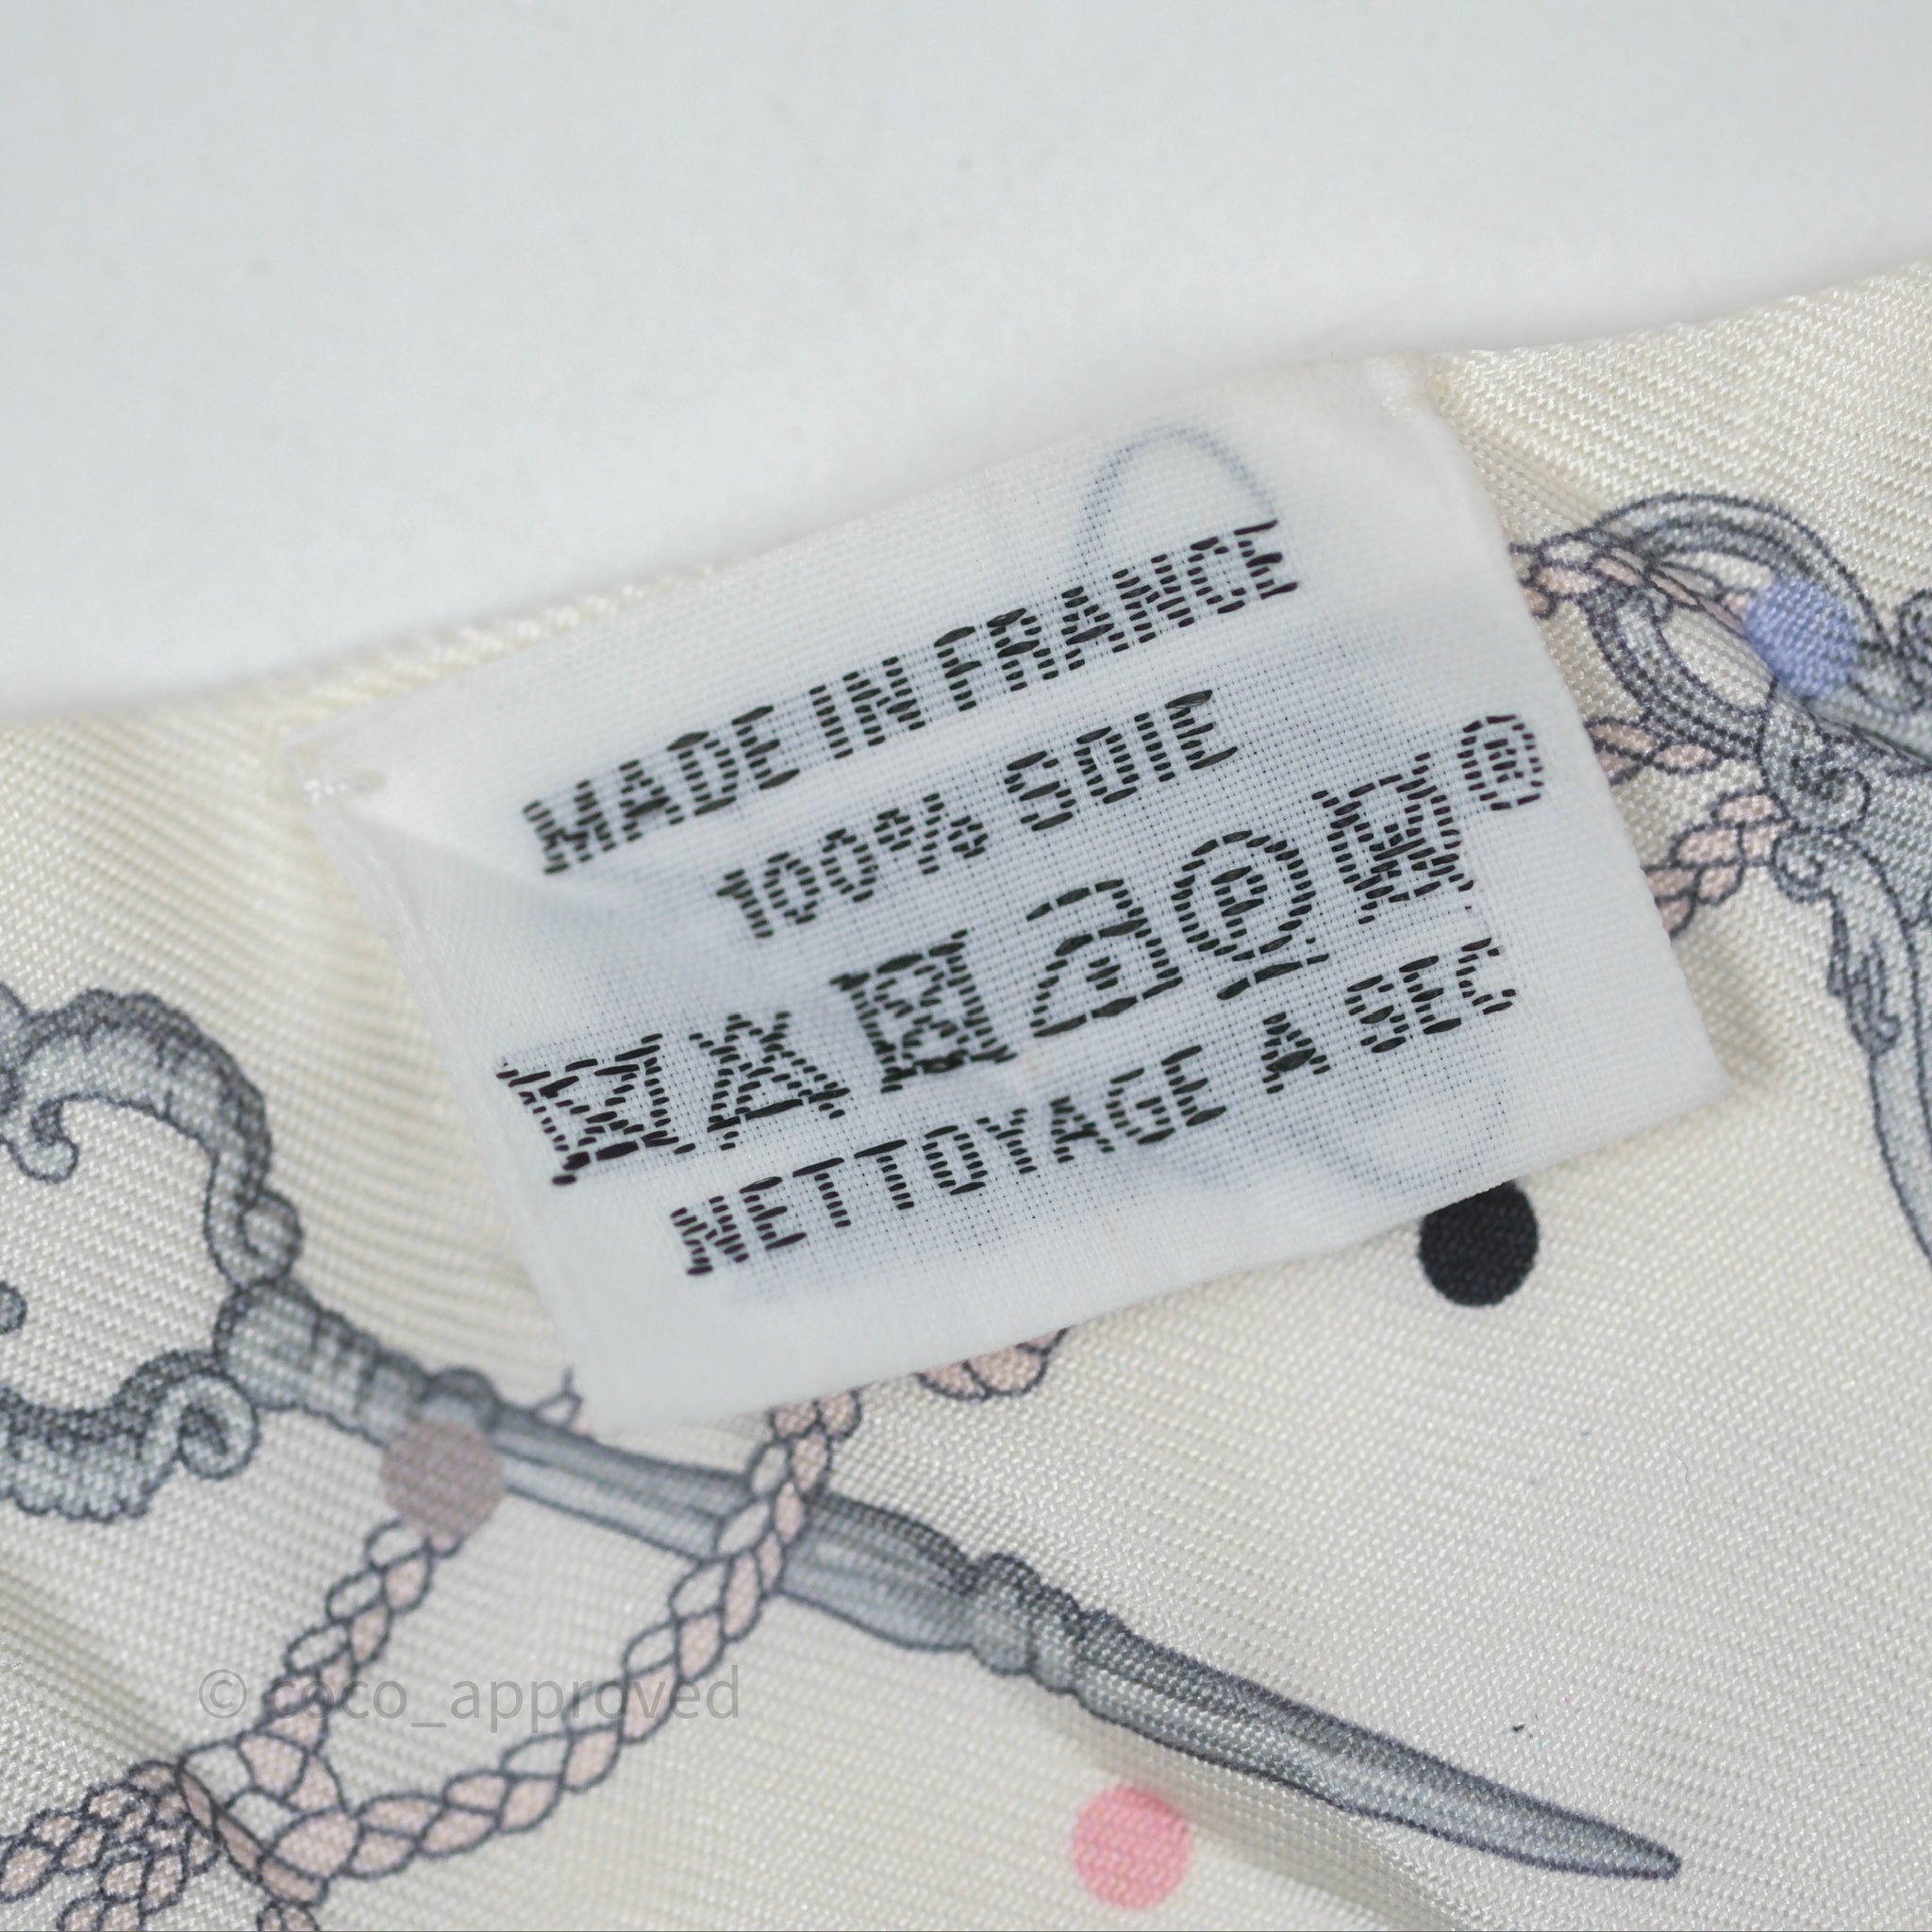 MADE IN FRANCE
100% SOIE
®
NETTOYAGE A SEC
© coco_approved